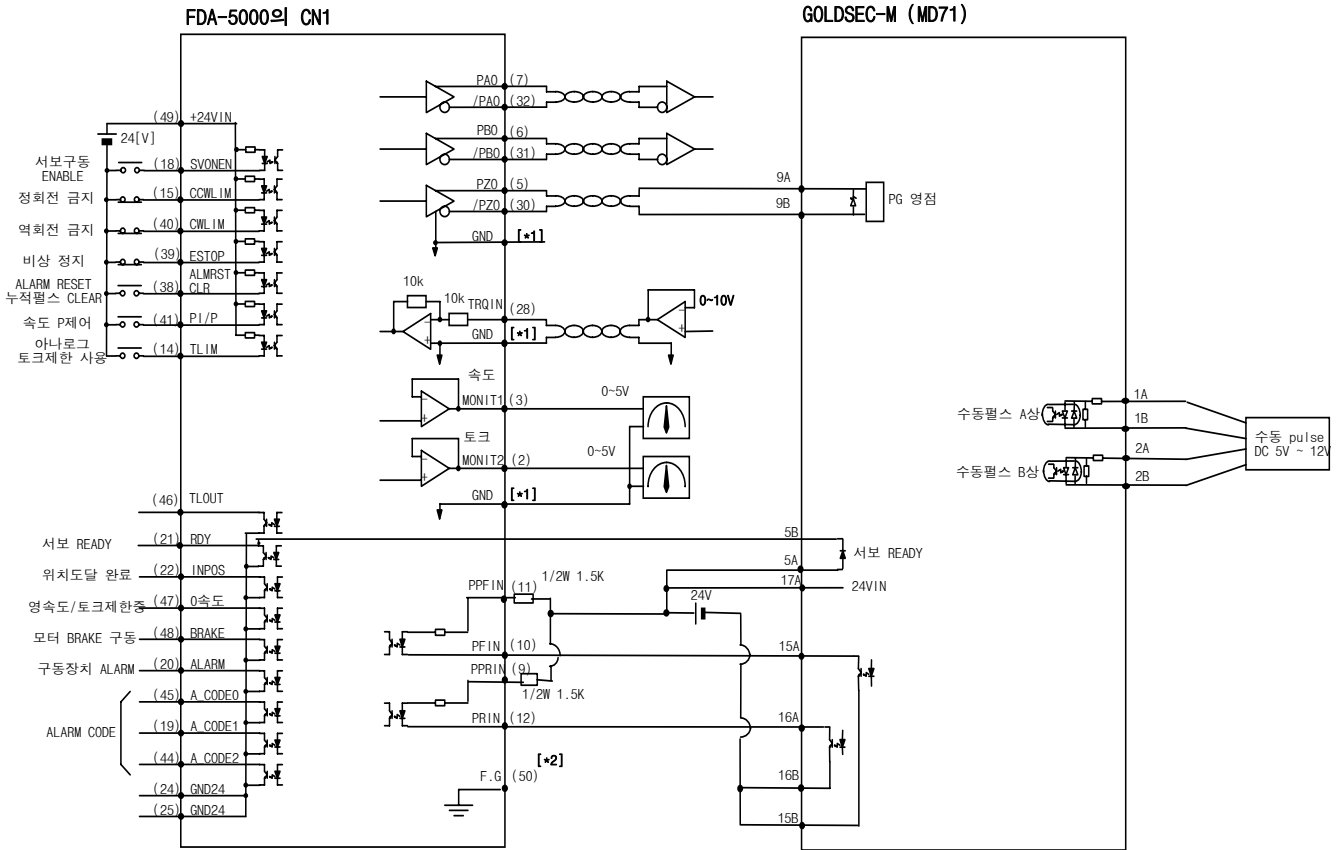 FDA-5000의 CN1
GOLDSEC-M (MD71)
24[V]
(49) +24VIN
서보구동
ENABLE
(18) SVONEN
정회전 금지
(15) CCWLIM
역회전 금지
(40) CWLIM
비상 정지
(39) ESTOP
ALARM RESET
누적펄스 CLEAR
(38) ALMRST
CLR
속도 P제어
(41) PI/P
아나로그
토크제한 사용
(14) TLIM
PAO (7)
/PAO (32)
PBO (6)
/PBO (31)
PZO (5)
/PZO (30)
GND [*1]
10k
10k
TRQIN (28)
GND [*1]
0~10V
속도
MONIT1 (3)
0~5V
토크
MONIT2 (2)
0~5V
GND [*1]
9A
9B
PG 영점
수동펄스 A상
1A
1B
수동펄스 B상
2A
2B
수동 pulse
DC 5V ~ 12V
(46) TLOUT
서보 READY
(21) RDY
위치도달 완료
(22) INPOS
영속도/토크제한중
(47) 0속도
모터 BRAKE 구동
(48) BRAKE
구동장치 ALARM
(20) ALARM
ALARM CODE
(45) A_CODE0
(19) A_CODE1
(44) A_CODE2
(24) GND24
(25) GND24
PPFIN (11)
1/2W 1.5K
PFIN (10)
PPRIN (9)
1/2W 1.5K
PRIN (12)
[*2]
F.G (50)
24V
5B
서보 READY
5A
17A
24VIN
15A
16A
16B
15B